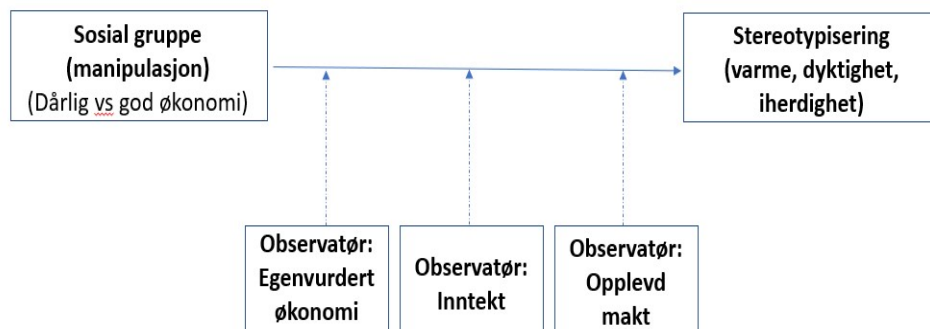 Sosial gruppe
(manipulasjon)
(Dårlig vs god økonomi)
Stereotypisering
(varme, dyktighet,
iherdighet)
Observatør:
Egenvurdert
økonomi
Observatør:
Inntekt
Observatør:
Opplevd
makt